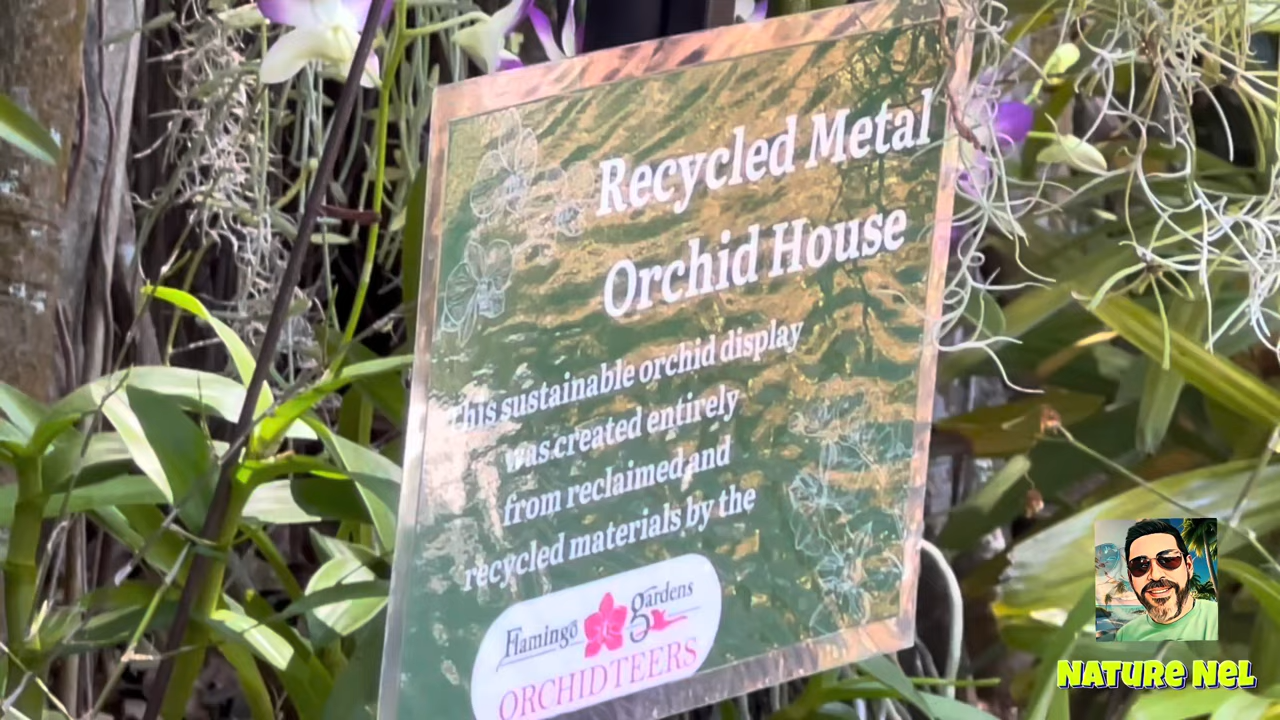 Recycled Metal
Orchid House
This sustainable orchid display
was created entirely
from reclaimed and
recycled materials by the
Flamingo gardens
ORCHIDTEERS
NATURE NEL